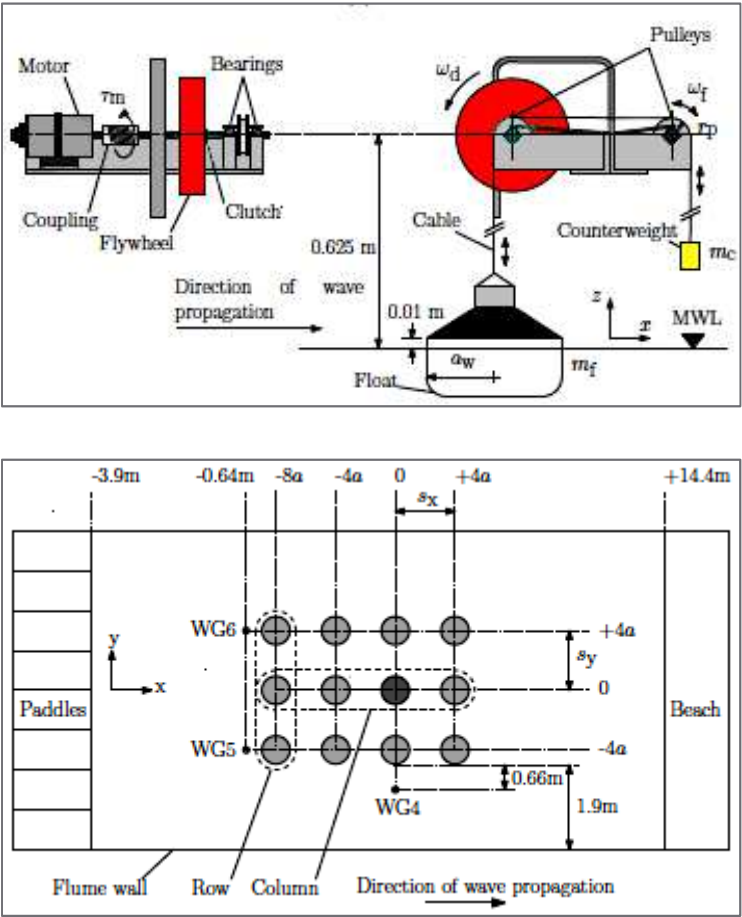 Pulleys
Motor
Bearings
τm
ωd
ωf
rp
Coupling
Clutch
Flywheel
Cable
Counterweight
mc
0.625 m
Direction of wave
propagation
0.01 m
z
x
MWL
aw
mf
Float
-3.9m
-0.64m
-8a
-4a
0
+4a
+14.4m
sx
WG6
+4a
y
sy
x
0
Paddles
Beach
WG5
-4a
0.66m
WG4
1.9m
Flume wall
Row
Column
Direction of wave propagation